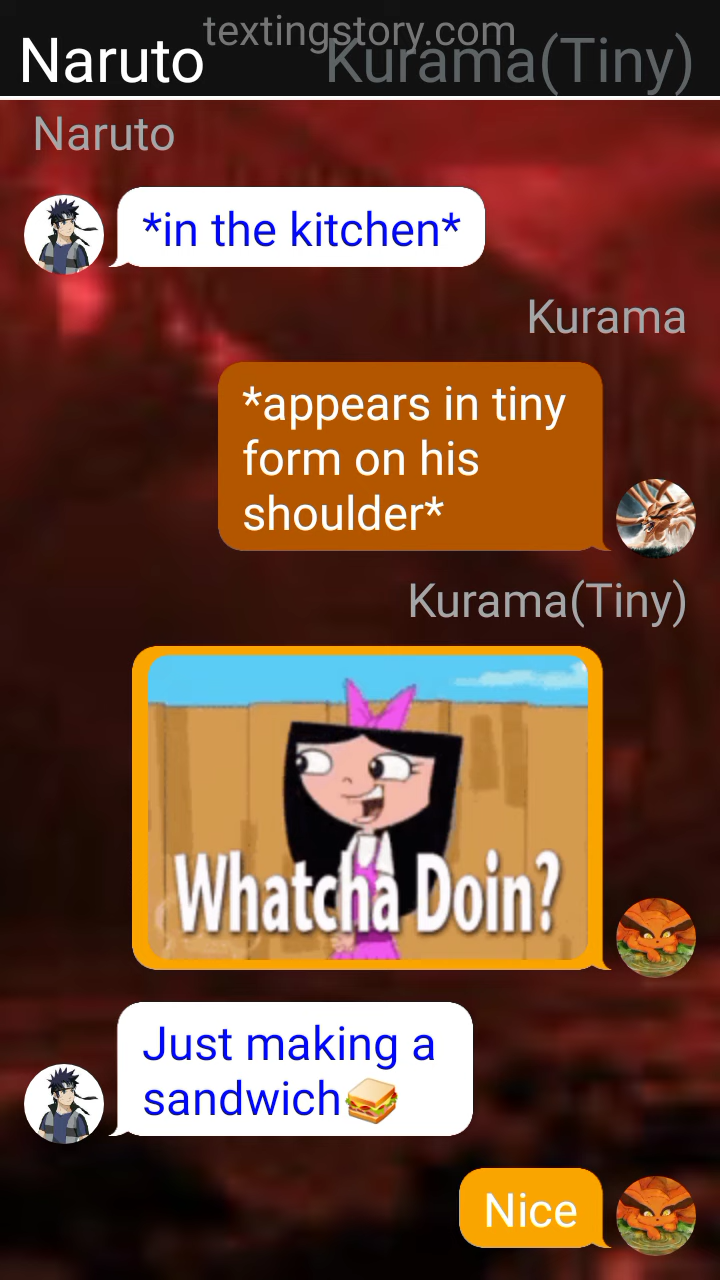 textingstory.com
Naruto
Kurama(Tiny)
Naruto
*in the kitchen*
Kurama
*appears in tiny
form on his
shoulder*
Kurama(Tiny)
Whatcha Doin?
Just making a
sandwich🥪
Nice